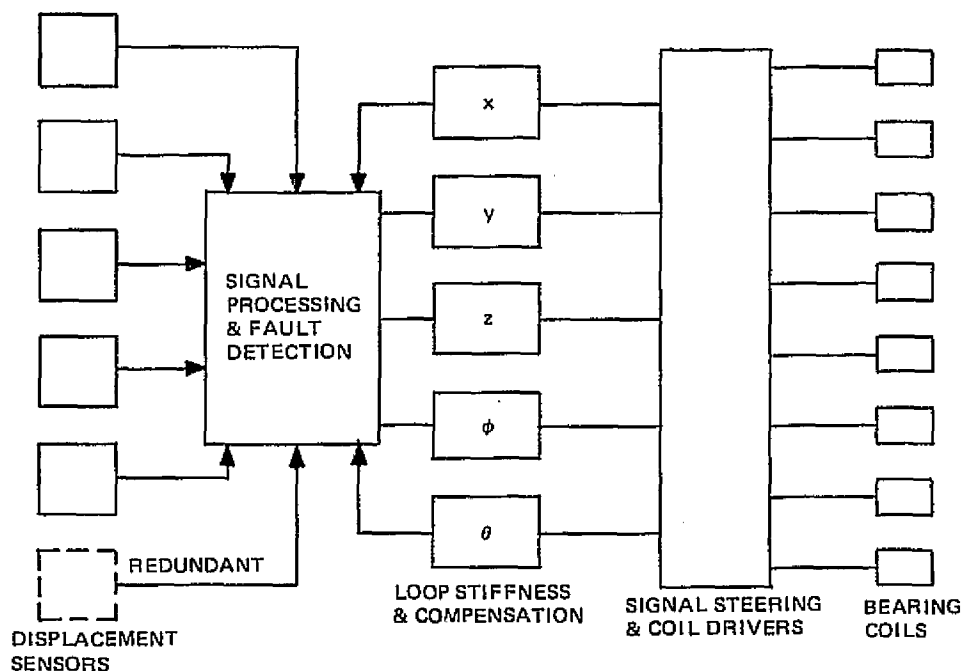 x
y
SIGNAL
PROCESSING
& FAULT
DETECTION
z
ϕ
θ
REDUNDANT
DISPLACEMENT
SENSORS
LOOP STIFFNESS
& COMPENSATION
SIGNAL STEERING
& COIL DRIVERS
BEARING
COILS